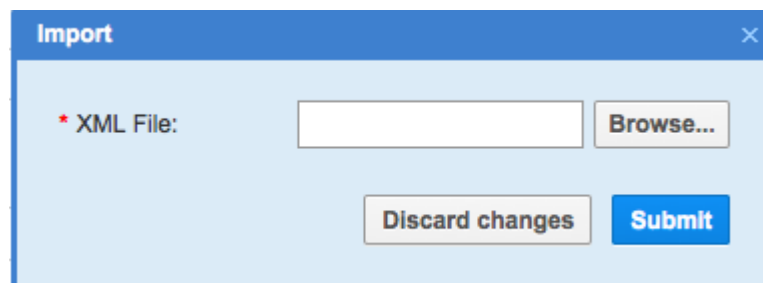 Import ×
* XML File: Browse...
Discard changes Submit